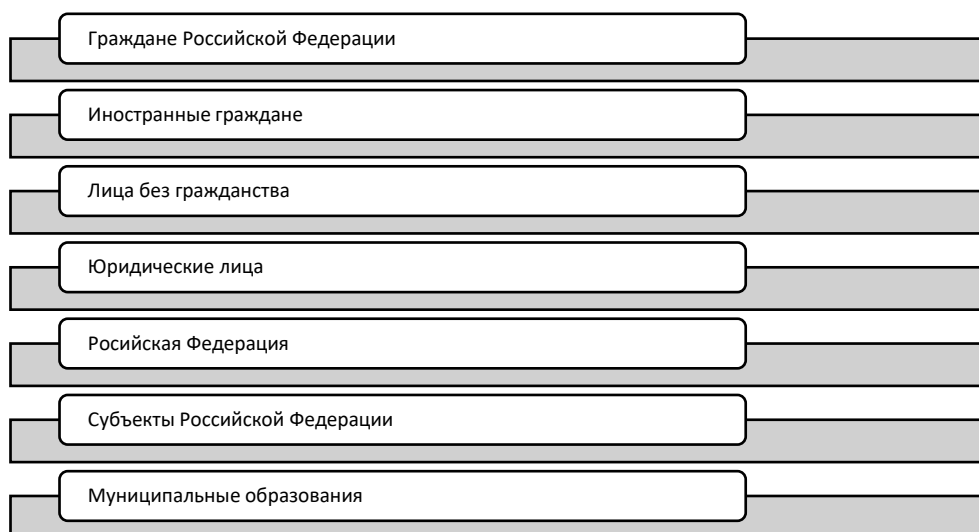 Граждане Российской Федерации
Иностранные граждане
Лица без гражданства
Юридические лица
Росийская Федерация
Субъекты Российской Федерации
Муниципальные образования